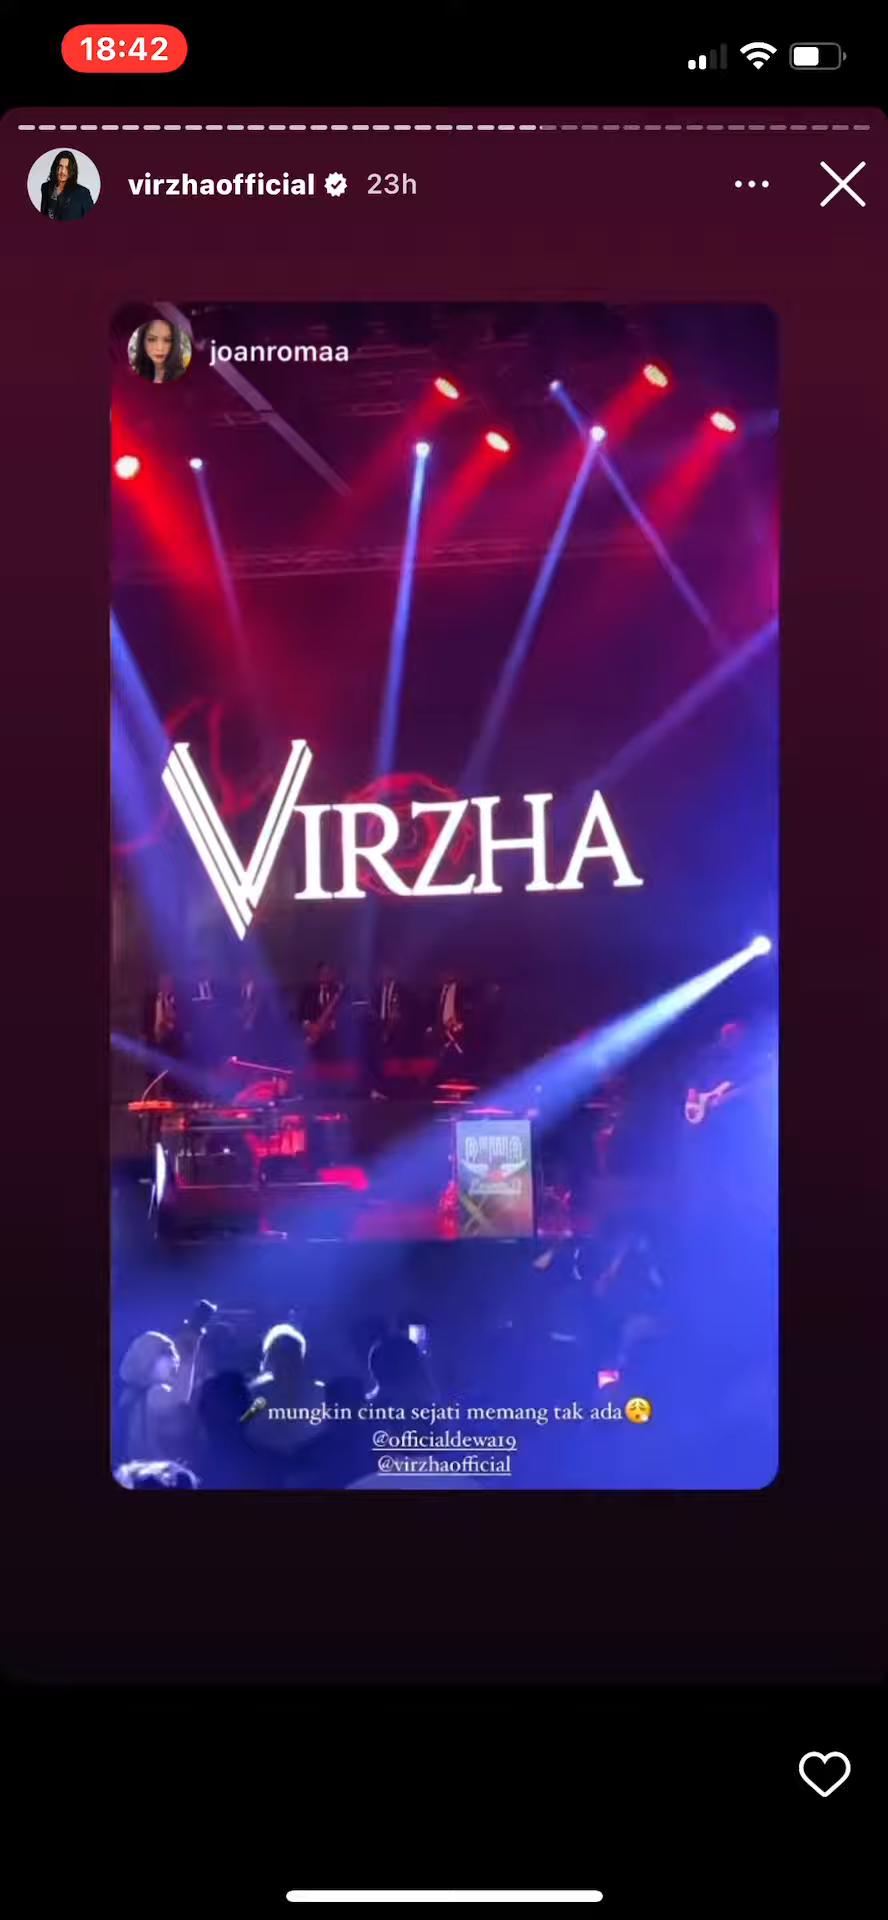 18:42
virzhaofficial 23h
joanromaa
VIRZHA
🎤mungkin cinta sejati memang tak ada😩
@officialdewa19
@virzhaofficial